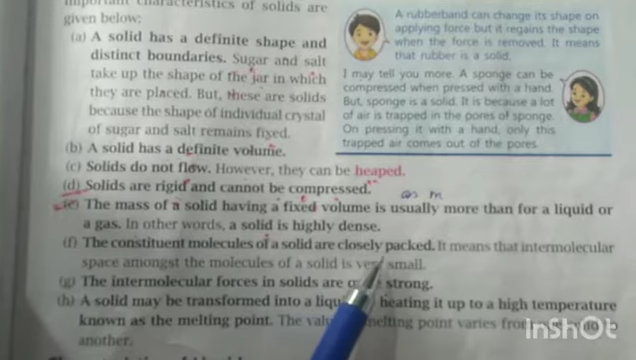 important characteristics of solids are
given below:
(a) A solid has a definite shape and
distinct boundaries. Sugar and salt
take up the shape of the jar in which
they are placed. But, these are solids
because the shape of individual crystal
of sugar and salt remains fixed.
(b) A solid has a definite volume.
(c) Solids do not flow. However, they can be heaped.
(d) Solids are rigid and cannot be compressed.
(e) The mass of a solid having a fixed volume is usually more than for a liquid or
a gas. In other words, a solid is highly dense.
(f) The constituent molecules of a solid are closely packed. It means that intermolecular
space amongst the molecules of a solid is very small.
(g) The intermolecular forces in solids are strong.
(h) A solid may be transformed into a heating it up to a high temperature
known as the melting point. The melting point varies
another.
A rubberband can change its shape on
applying force but it regains the shape
when the force is removed. It means
that rubber is a solid.
I may tell you more. A sponge can be
compressed when pressed with a hand.
But, sponge is a solid. It is because a lot
of air is trapped in the pores of sponge.
On pressing it with a hand, only this
trapped air comes out of the pores.
InShOt